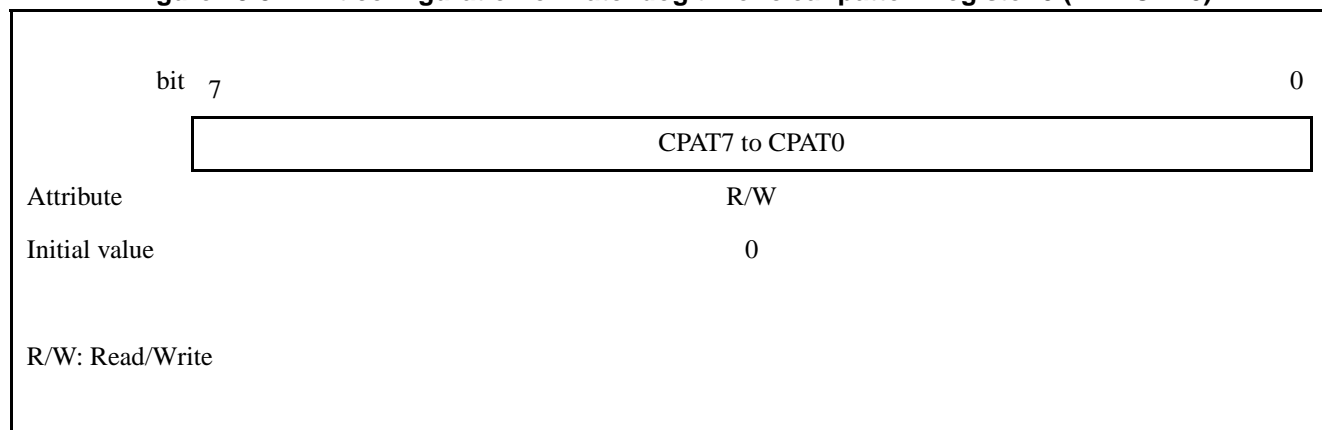 bit 7 0
CPAT7 to CPAT0
Attribute R/W
Initial value 0
R/W: Read/Write